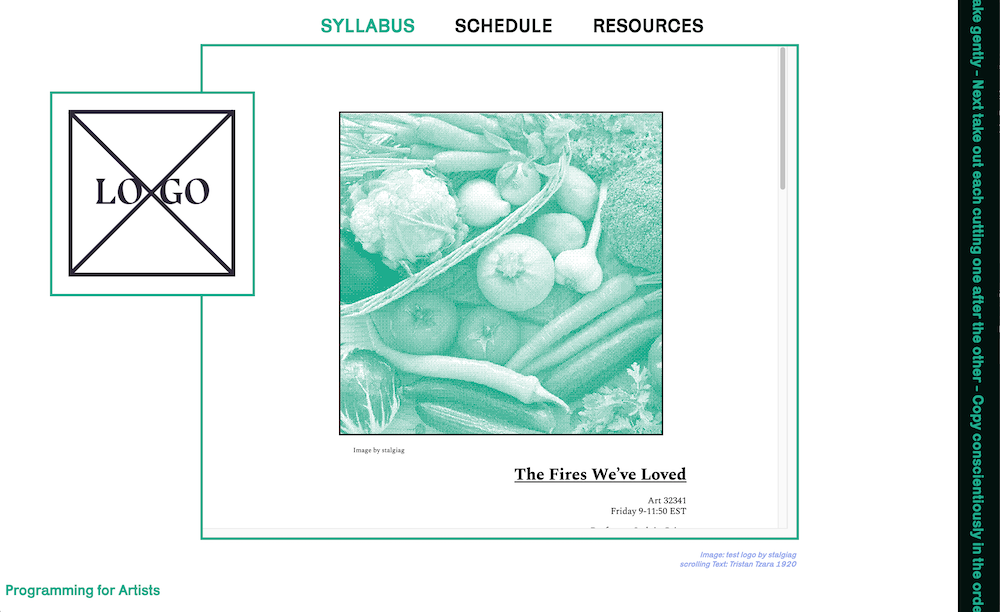 SYLLABUS SCHEDULE RESOURCES
LOGO
Image by stalgiag
The Fires We've Loved
Art 32341
Friday 9-11:50 EST
Image: test logo by stalgiag
scrolling Text: Tristan Tzara 1920
Programming for Artists
ake gently - Next take out each cutting one after the other - Copy conscientiously in the orde